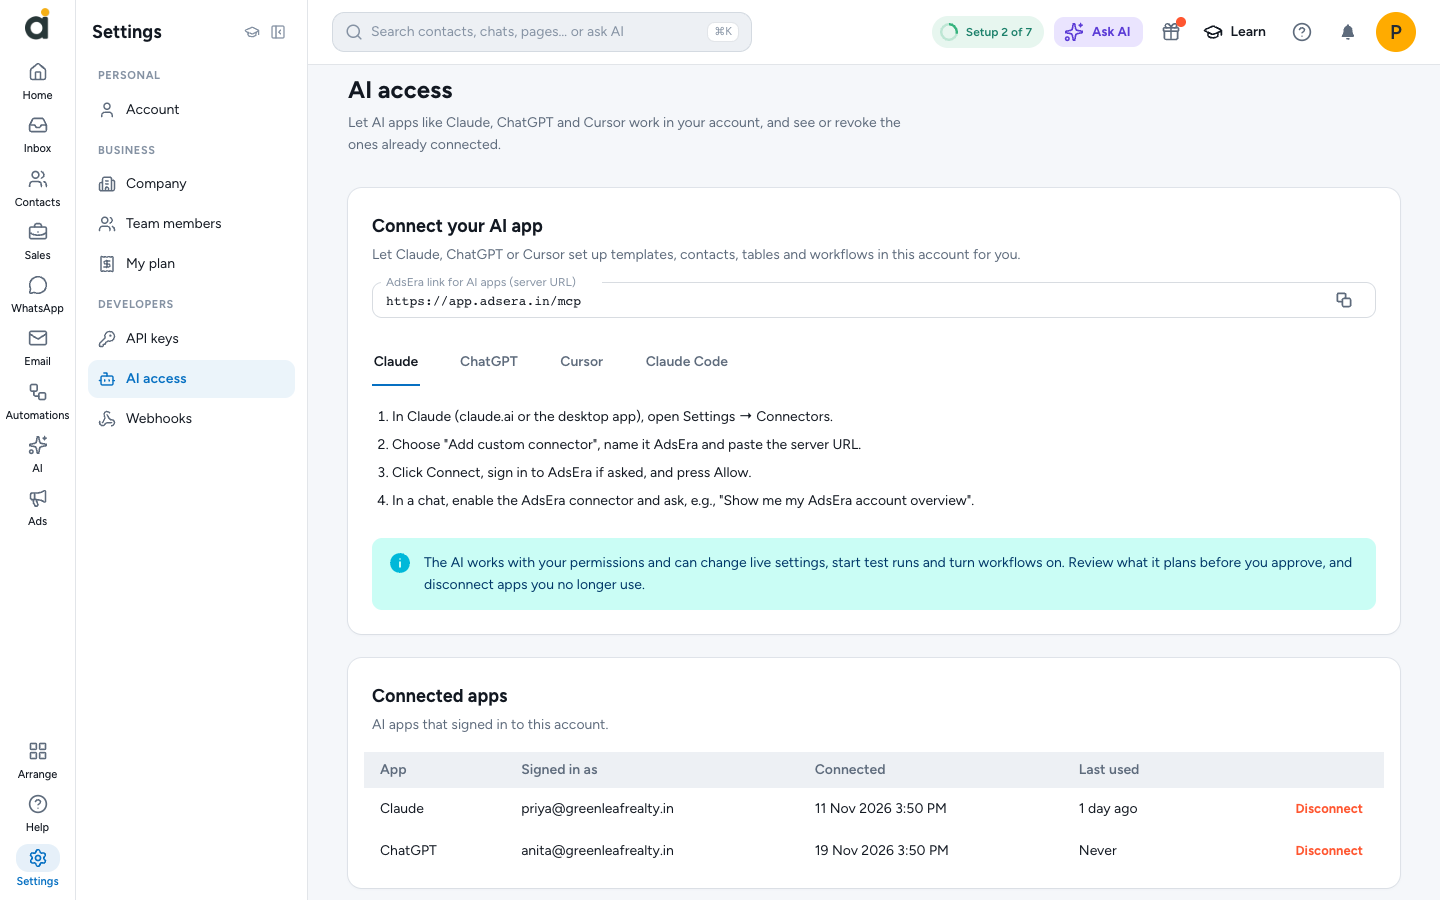 Settings
Search contacts, chats, pages... or ask AI
⌘K
Setup 2 of 7
Ask AI
Learn
P
Home
Inbox
Contacts
Sales
WhatsApp
Email
Automations
AI
Ads
Arrange
Help
Settings
PERSONAL
Account
BUSINESS
Company
Team members
My plan
DEVELOPERS
API keys
AI access
Webhooks
AI access
Let AI apps like Claude, ChatGPT and Cursor work in your account, and see or revoke the
ones already connected.
Connect your AI app
Let Claude, ChatGPT or Cursor set up templates, contacts, tables and workflows in this account for you.
AdsEra link for AI apps (server URL)
https://app.adsera.in/mcp
Claude ChatGPT Cursor Claude Code
1. In Claude (claude.ai or the desktop app), open Settings → Connectors.
2. Choose "Add custom connector", name it AdsEra and paste the server URL.
3. Click Connect, sign in to AdsEra if asked, and press Allow.
4. In a chat, enable the AdsEra connector and ask, e.g., "Show me my AdsEra account overview".
The AI works with your permissions and can change live settings, start test runs and turn workflows on. Review what it plans before you approve, and
disconnect apps you no longer use.
Connected apps
AI apps that signed in to this account.
App Signed in as Connected Last used
Claude priya@greenleafrealty.in 11 Nov 2026 3:50 PM 1 day ago Disconnect
ChatGPT anita@greenleafrealty.in 19 Nov 2026 3:50 PM Never Disconnect